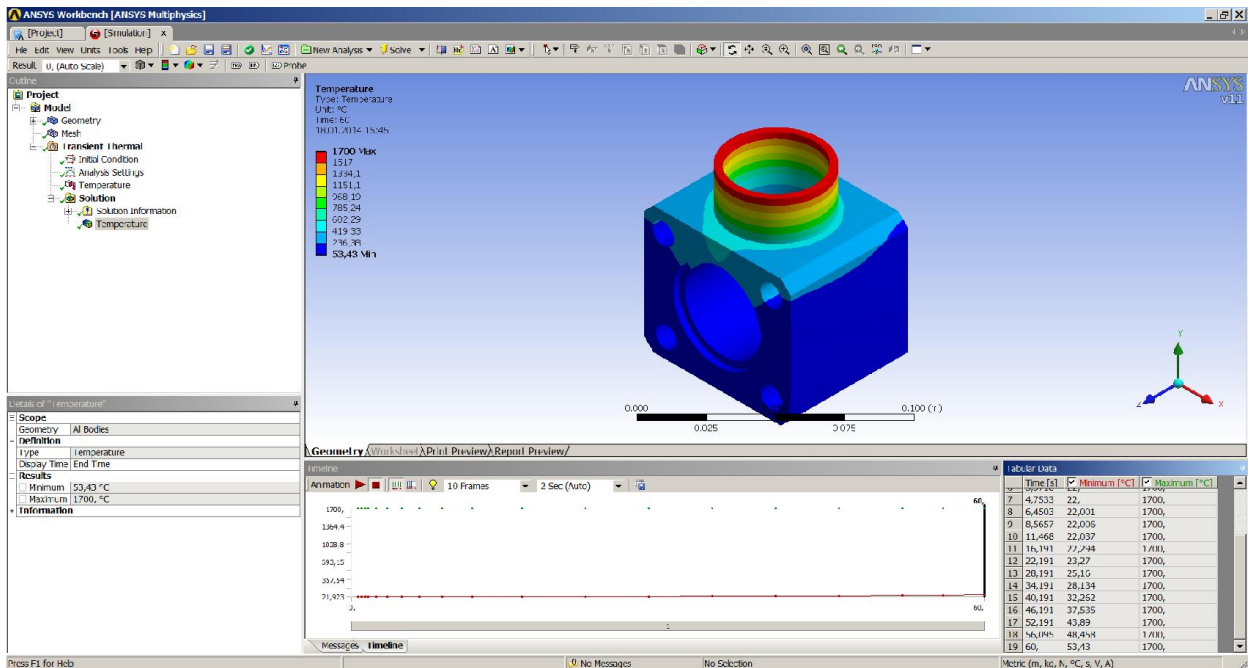 ANSYS Workbench [ANSYS Multiphysics]
[Project] [Simulation] x
Edit View Units Tools Help New Analysis Solve
Result 0, (Auto Scale) Probe
Outline
Project
Model
Geometry
Mesh
Transient Thermal
Initial Condition
Analysis Settings
Temperature
Solution
Solution Information
Temperature
Temperature
Type: Temperature
Unit: °C
Time: 60
18.01.2014 15:45
1700 Max
1517
1334,1
1151,1
968,19
785,24
602,29
419,33
236,38
53,43 Min
ANSYS
v11
0.000
0.100 (m)
0.025
0.075
Y
Z
X
Details of "Temperature"
Scope
Geometry All Bodies
Definition
Type Temperature
Display Time End Time
Results
Minimum 53,43 °C
Maximum 1700, °C
Information
Geometry Worksheet Print Preview Report Preview
Timeline
Animation 10 Frames 2 Sec (Auto)
60,
1700,
1364,4
1028,8
693,15
357,54
21,923
0,
60,
1
Messages Timeline
Tabular Data
Time [s] Minimum [°C] Maximum [°C]
7 4,7533 22, 1700,
8 6,4503 22,001 1700,
9 8,5657 22,006 1700,
10 11,468 22,037 1700,
11 16,191 22,294 1700,
12 22,191 23,27 1700,
13 28,191 25,16 1700,
14 34,191 28,134 1700,
15 40,191 32,262 1700,
16 46,191 37,535 1700,
17 52,191 43,89 1700,
18 56,095 48,458 1700,
19 60, 53,43 1700,
Press F1 for Help
No Messages
No Selection
Metric (m, kg, N, °C, s, V, A)